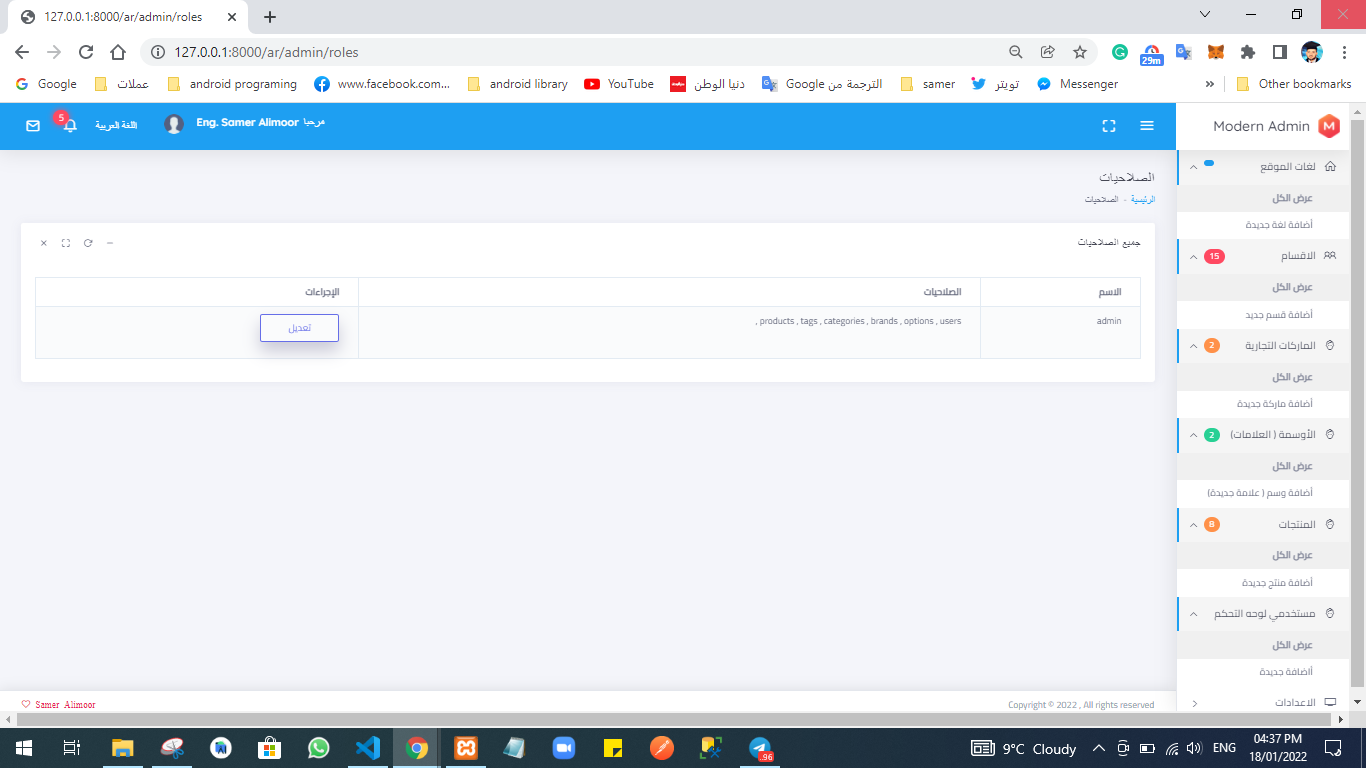 127.0.0.1:8000/ar/admin/roles
127.0.0.1:8000/ar/admin/roles
29m
Google
عملات
android programing
www.facebook.com...
android library
YouTube
دنيا الوطن
الترجمة من Google
samer
تويتر
Messenger
»
Other bookmarks
Modern Admin
M
مرحبا Eng. Samer Alimoor
اللغة العربية
5
لغات الموقع
عرض الكل
أضافة لغة جديدة
الاقسام 15
عرض الكل
أضافة قسم جديد
الماركات التجارية 2
عرض الكل
أضافة ماركة جديدة
الأوسمة ( العلامات) 2
عرض الكل
أضافة وسم ( علامة جديدة)
المنتجات 8
عرض الكل
أضافة منتج جديدة
مستخدمي لوحه التحكم
عرض الكل
أاضافة جديدة
الاعدادات
الصلاحيات
الرئيسية - الصلاحيات
جميع الصلاحيات
الاسم الصلاحيات الإجراءات
admin
, products , tags , categories , brands , options , users
تعديل
Samer Alimoor
Copyright © 2022 , All rights reserved
.96
9°C Cloudy
ENG
04:37 PM
18/01/2022